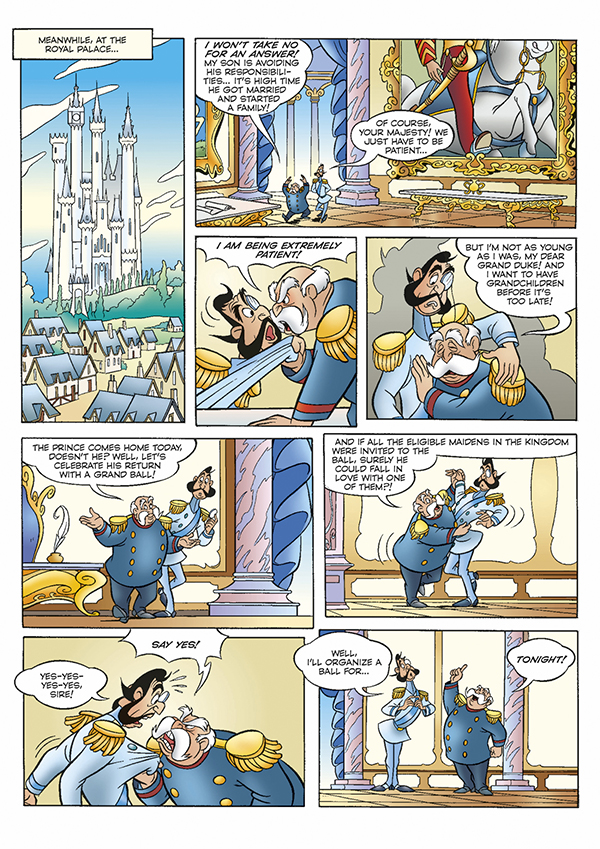 MEANWHILE, AT THE
ROYAL PALACE...
I WON'T TAKE NO
FOR AN ANSWER!
MY SON IS AVOIDING
HIS RESPONSIBILI-
TIES... IT'S HIGH TIME
HE GOT MARRIED
AND STARTED
A FAMILY!
OF COURSE,
YOUR MAJESTY! WE
JUST HAVE TO BE
PATIENT...
I AM BEING EXTREMELY
PATIENT!
BUT I'M NOT AS YOUNG
AS I WAS, MY DEAR
GRAND DUKE! AND
I WANT TO HAVE
GRANDCHILDREN
BEFORE IT'S
TOO LATE!
THE PRINCE COMES HOME TODAY,
DOESN'T HE? WELL, LET'S
CELEBRATE HIS RETURN
WITH A GRAND BALL!
AND IF ALL THE ELIGIBLE MAIDENS IN THE KINGDOM
WERE INVITED TO THE
BALL, SURELY HE
COULD FALL IN
LOVE WITH ONE
OF THEM?!
SAY YES!
YES-YES-
YES-YES,
SIRE!
WELL,
I'LL ORGANIZE A
BALL FOR...
TONIGHT!